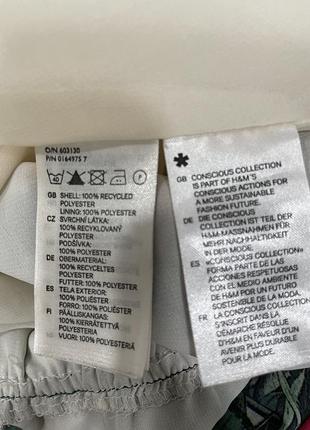 O/N 603130
P/N 0164975 7
40
GB SHELL: 100% RECYCLED
POLYESTER
LINING: 100% POLYESTER
CZ SVRCHNÍ LÁTKA:
100% RECYKLOVANÝ
POLYESTER
PODŠÍVKA:
100% POLYESTER
DE OBERMATERIAL:
100% RECYCELTES
POLYESTER
FUTTER: 100% POLYESTER
ES TELA EXTERIOR:
100% POLIÉSTER
RECICLADO
FORRO: 100% POLIÉSTER
FI PÄÄLLISKANGAS:
100% KIERRÄTETTYÄ
POLYESTERIÄ
VUORI: 100% POLYESTERIÄ
*
GB CONSCIOUS COLLECTION
IS PART OF H&M'S
CONSCIOUS ACTIONS FOR
A MORE SUSTAINABLE
FASHION FUTURE.
DE DIE CONSCIOUS
COLLECTION IST TEIL DER
H&M-MASSNAHMEN FÜR
MEHR NACHHALTIGKEIT
IN DER MODE.
ES «CONSCIOUS COLLECTION»
FORMA PARTE DE LAS
ACCIONES RESPETUOSAS
CON EL MEDIO AMBIENTE
DE H&M POR UN FUTURO
SOSTENIBLE DE LA MODA.
FR LA CONSCIOUS COLLECTION
S'INSCRIT DANS LA
DÉMARCHE RÉSOLUE
D'H&M EN FAVEUR D'UN
AVENIR PLUS DURABLE
POUR LA MODE.